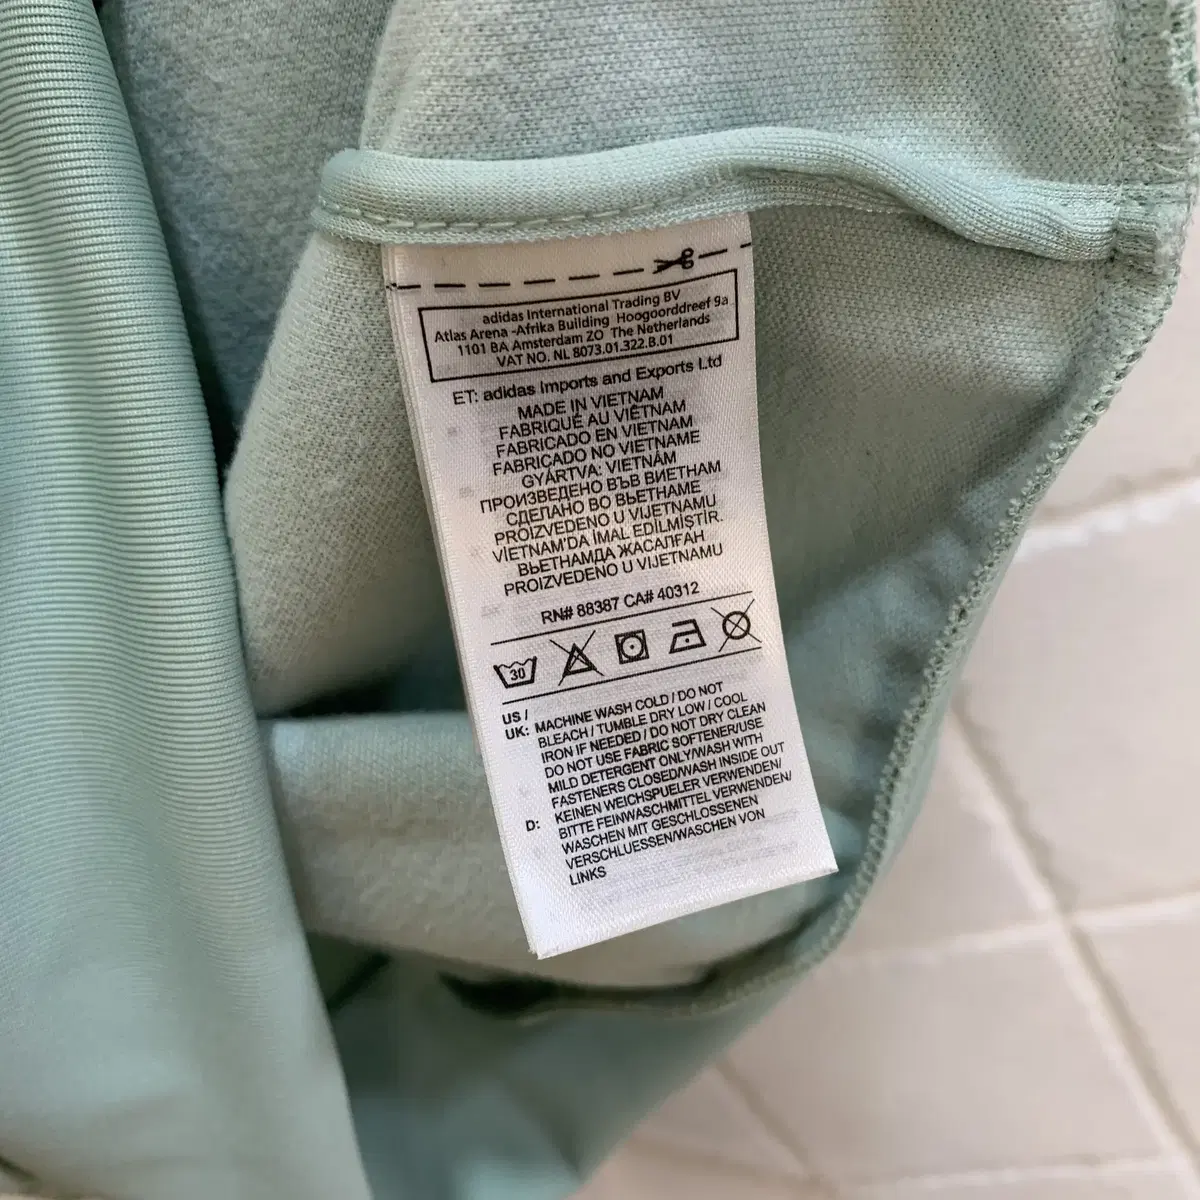 adidas International Trading BV
Atlas Arena -Afrika Building Hoogoorddreef 9a
1101 BA Amsterdam ZO The Netherlands
VAT NO. NL 8073.01.322.B.01
ET: adidas Imports and Exports Ltd
MADE IN VIETNAM
FABRIQUÉ AU VIÊTNAM
FABRICADO EN VIETNAM
FABRICADO NO VIETNAME
GYÁRTVA: VIETNÁM
ПРОИЗВЕДЕНО ВЪВ ВИЕТНАМ
СДЕЛАНО ВО ВЬЕТНАМЕ
PROIZVEDENO U VIJETNAMU
VIETNAM'DA İMAL EDİLMİŞTİR.
ВЬЕТНАМДА ЖАСАЛҒАН
PROIZVEDENO U VIJETNAMU
RN# 88387 CA# 40312
30
US / UK: MACHINE WASH COLD / DO NOT
BLEACH / TUMBLE DRY LOW / COOL
IRON IF NEEDED / DO NOT DRY CLEAN
DO NOT USE FABRIC SOFTENER/USE
MILD DETERGENT ONLY/WASH WITH
FASTENERS CLOSED/WASH INSIDE OUT
D: KEINEN WEICHSPUELER VERWENDEN/
BITTE FEINWASCHMITTEL VERWENDEN/
WASCHEN MIT GESCHLOSSENEN
VERSCHLUESSEN/WASCHEN VON
LINKS